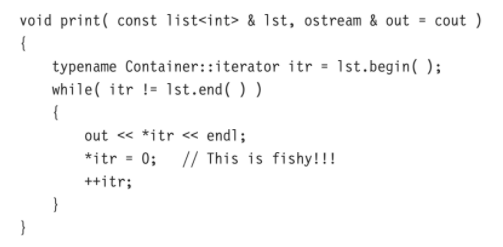 void print( const list<int> & lst, ostream & out = cout )
{
    typename Container::iterator itr = lst.begin( );
    while( itr != lst.end( ) )
    {
        out << *itr << endl;
        *itr = 0;   // This is fishy!!!
        ++itr;
    }
}